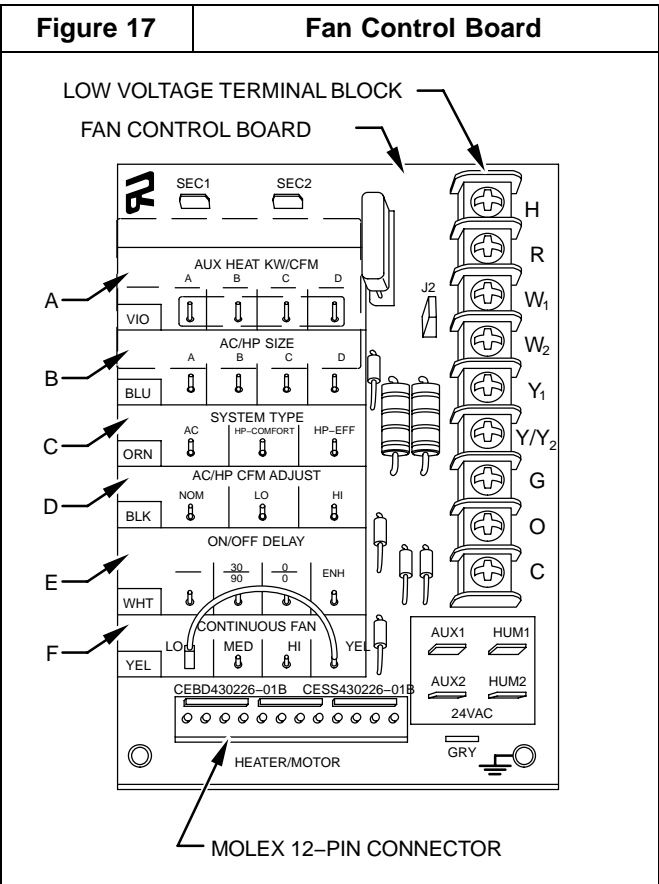 Figure 17 Fan Control Board
LOW VOLTAGE TERMINAL BLOCK
FAN CONTROL BOARD
SEC1 SEC2
H
R
W1
W2
Y1
Y/Y2
G
O
C
J2
A
AUX HEAT KW/CFM
A B C D
VIO
B
AC/HP SIZE
A B C D
BLU
C
SYSTEM TYPE
AC HP−COMFORT HP−EFF
ORN
D
AC/HP CFM ADJUST
NOM LO HI
BLK
E
ON/OFF DELAY
30/90 0/0 ENH
WHT
F
CONTINUOUS FAN
LO MED HI YEL
YEL
AUX1 HUM1
AUX2 HUM2
24VAC
CEBD430226−01B CESS430226−01B
HEATER/MOTOR
GRY
MOLEX 12−PIN CONNECTOR